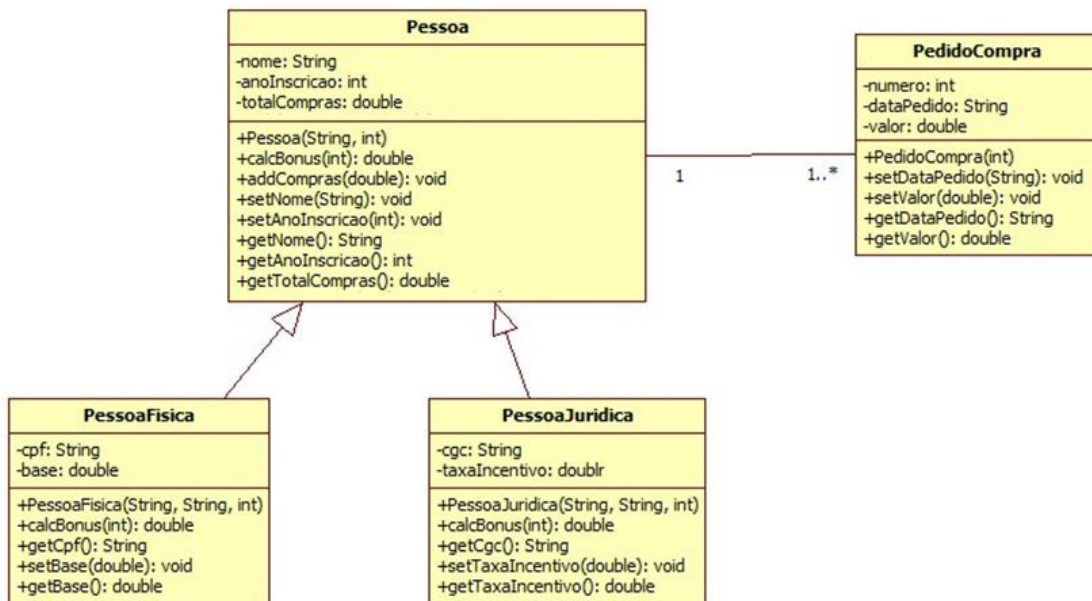 Pessoa
-nome: String
-anoInscricao: int
-totalCompras: double
+Pessoa(String, int)
+calcBonus(int): double
+addCompras(double): void
+setNome(String): void
+setAnoInscricao(int): void
+getNome(): String
+getAnoInscricao(): int
+getTotalCompras(): double
1
1..*
PedidoCompra
-numero: int
-dataPedido: String
-valor: double
+PedidoCompra(int)
+setDataPedido(String): void
+setValor(double): void
+getDataPedido(): String
+getValor(): double
PessoaFisica
-cpf: String
-base: double
+PessoaFisica(String, String, int)
+calcBonus(int): double
+getCpf(): String
+setBase(double): void
+getBase(): double
PessoaJuridica
-cgc: String
-taxaIncentivo: doublr
+PessoaJuridica(String, String, int)
+calcBonus(int): double
+getCgc(): String
+setTaxaIncentivo(double): void
+getTaxaIncentivo(): double